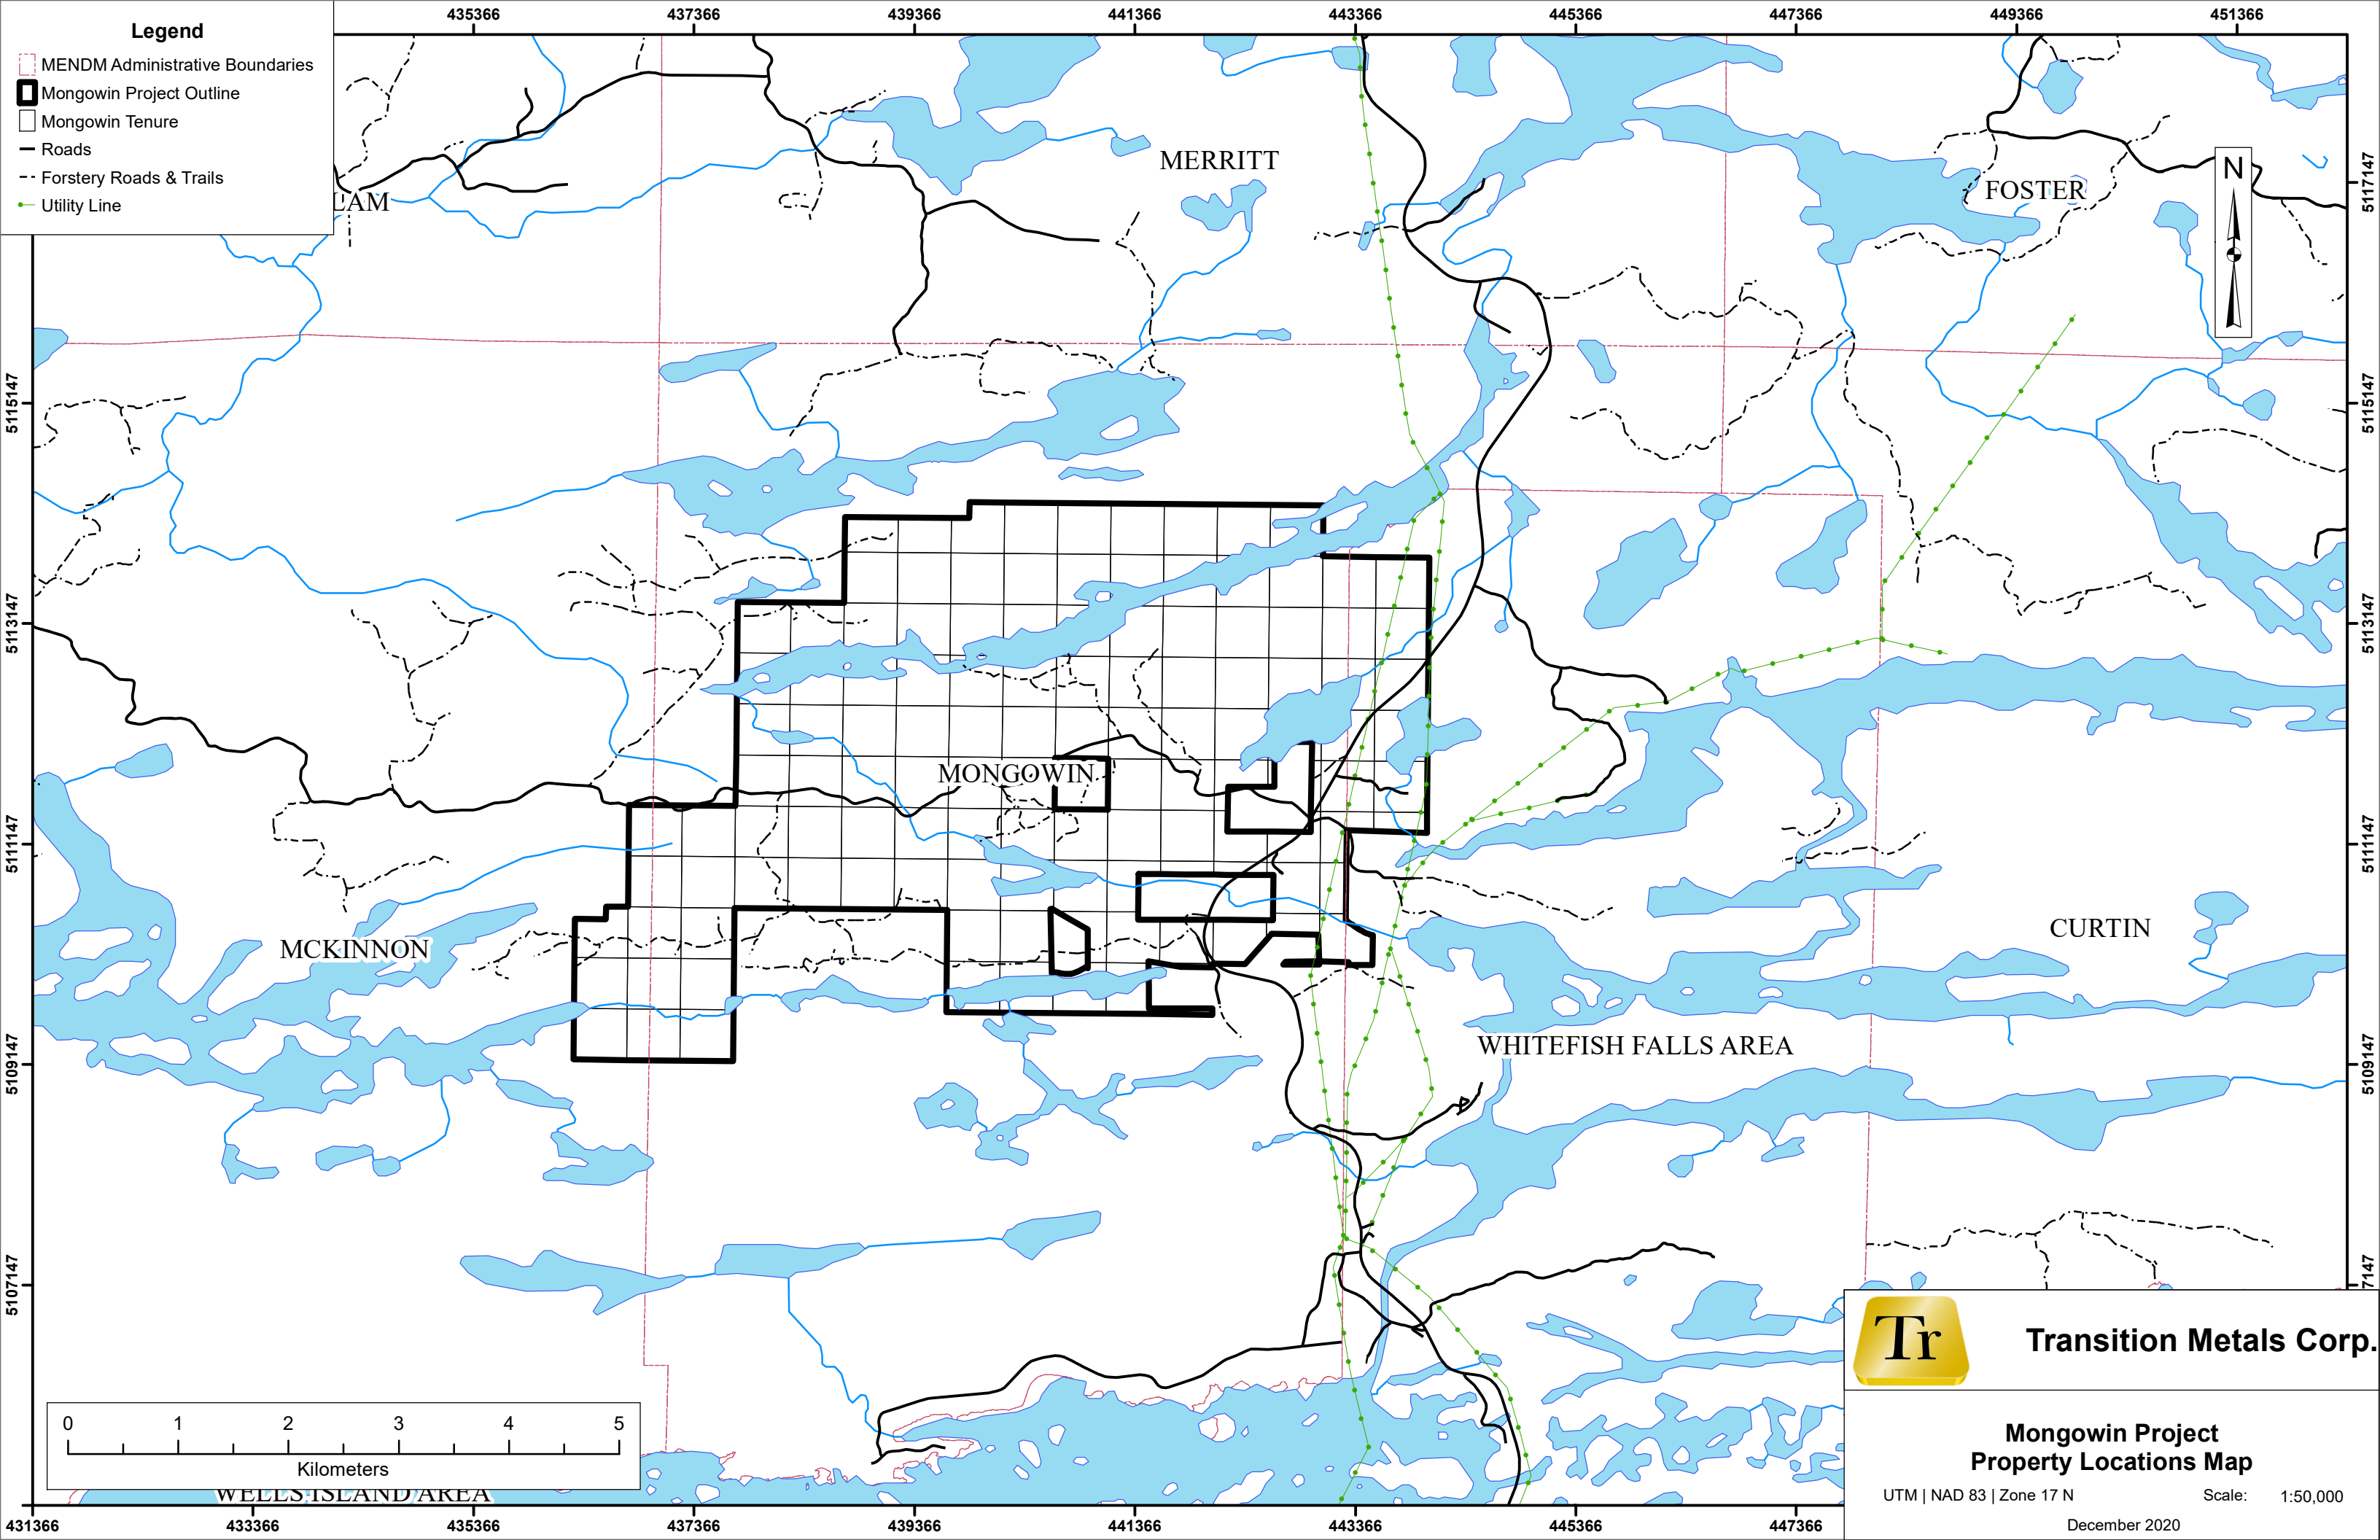 435366 437366 439366 441366 443366 445366 447366 449366 451366
Legend
MENDM Administrative Boundaries
Mongowin Project Outline
Mongowin Tenure
Roads
Forstery Roads & Trails
Utility Line
N
MERRITT
FOSTER
LAM
5117147
5117147
5115147
5115147
5113147
5113147
MONGOWIN
5111147
5111147
CURTIN
MCKINNON
WHITEFISH FALLS AREA
5109147
5109147
5107147
7147
Tr
Transition Metals Corp.
0 1 2 3 4 5
Kilometers
WELLS ISLAND AREA
Mongowin Project
Property Locations Map
UTM | NAD 83 | Zone 17 N Scale: 1:50,000
December 2020
431366 433366 435366 437366 439366 441366 443366 445366 447366